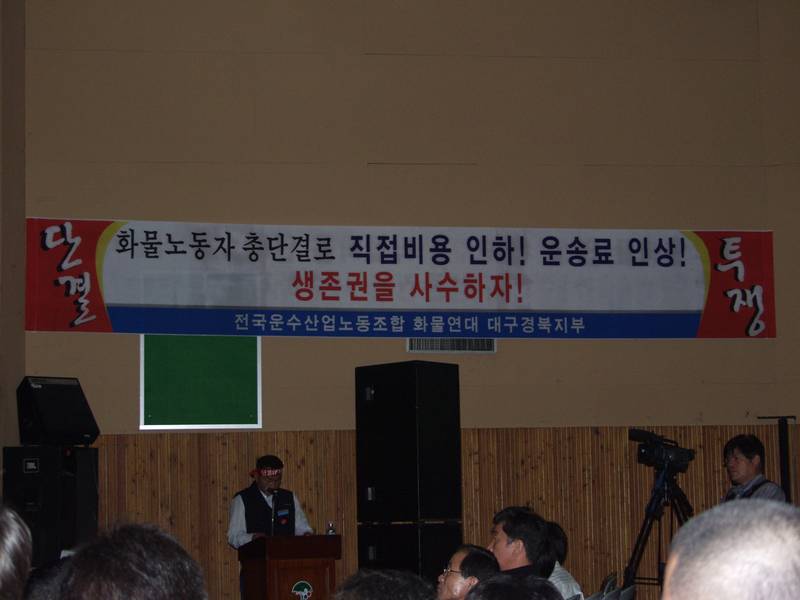 단결
화물노동자 총단결로 직접비용 인하! 운송료 인상!
생존권을 사수하자!
전국운수산업노동조합 화물연대 대구경북지부
투쟁
JBL